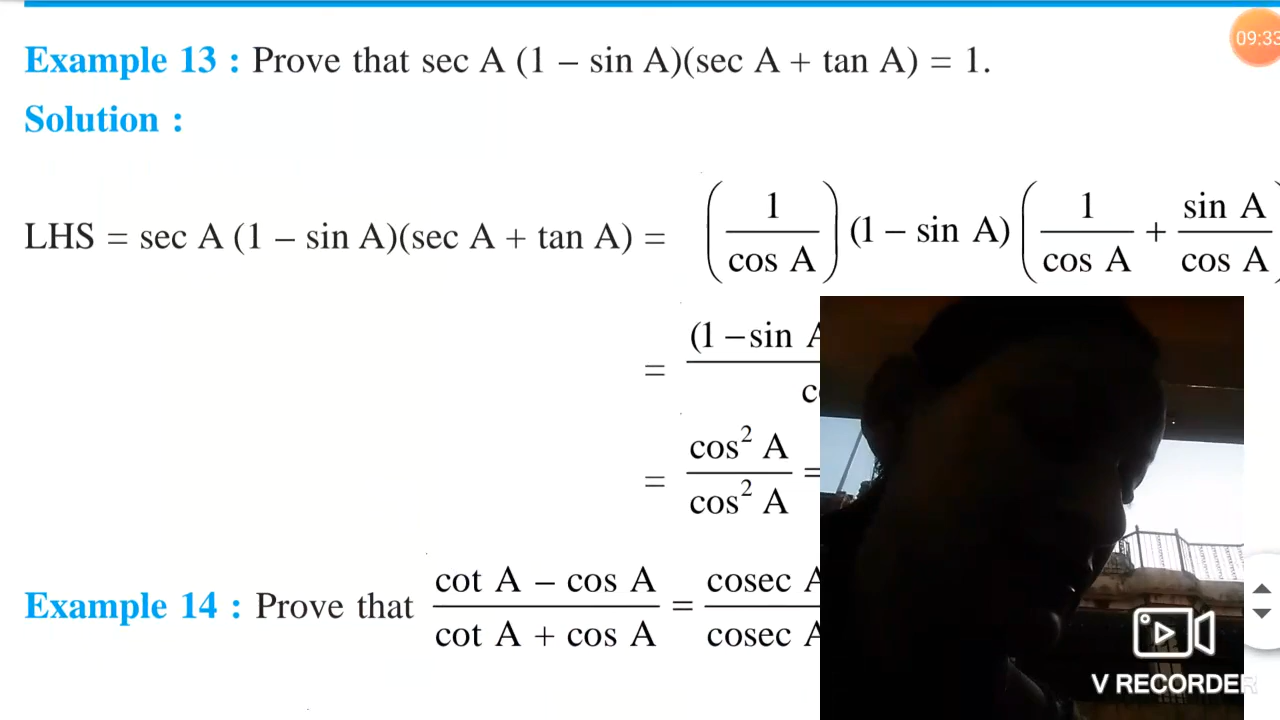 09:33
Example 13 : Prove that sec A (1 – sin A)(sec A + tan A) = 1.
Solution :
LHS = sec A (1 – sin A)(sec A + tan A) = (1/cos A) (1 – sin A) (1/cos A + sin A/cos A)
= (1 – sin A
= cos² A/cos² A =
Example 14 : Prove that cot A – cos A/cot A + cos A = cosec A/cosec A
V RECORDER